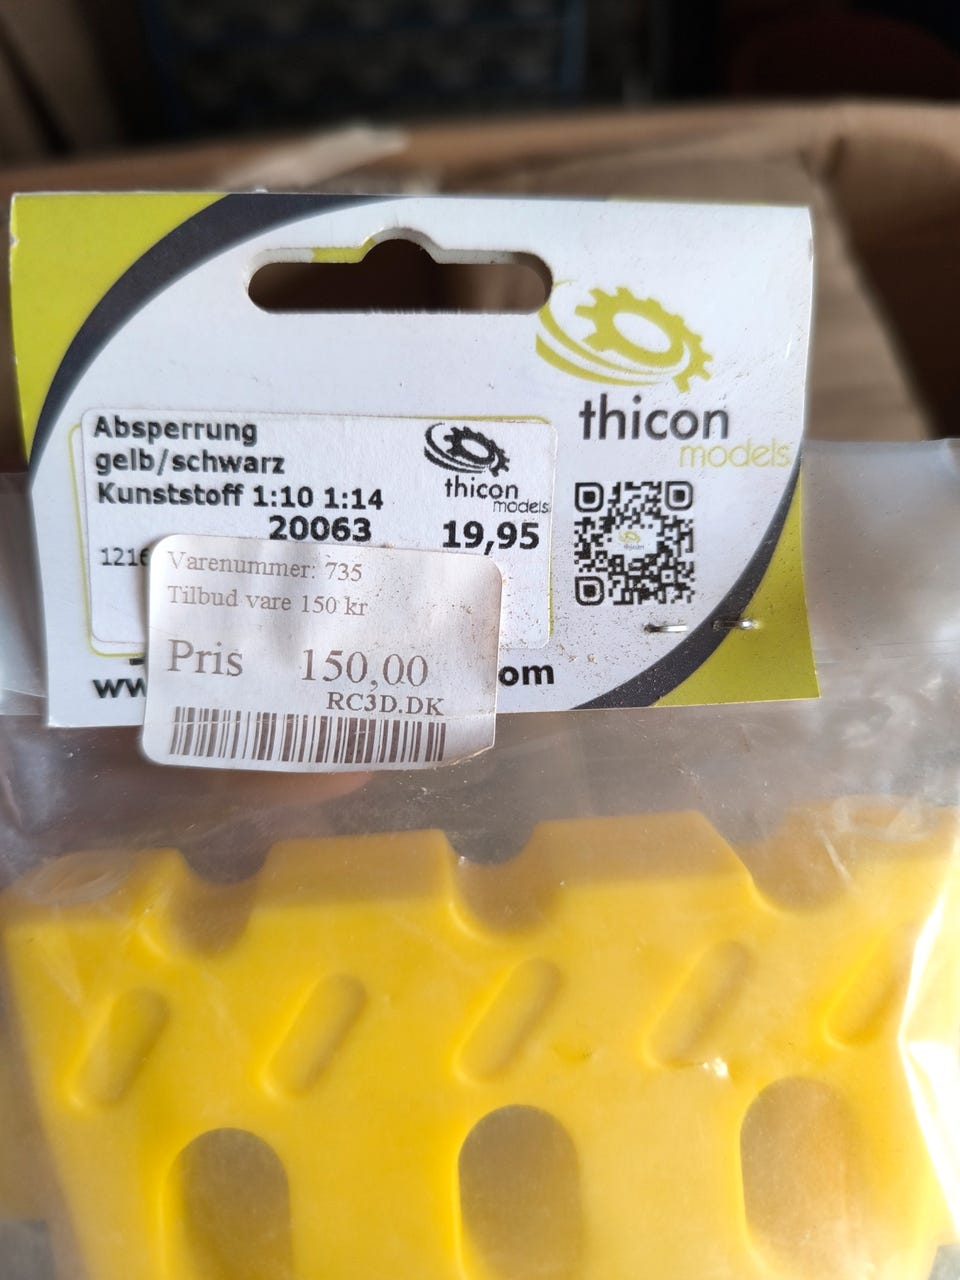 thicon
models
Absperrung
gelb/schwarz
Kunststoff 1:10 1:14
20063
thicon
models
19,95
1216
Varenummer: 735
Tilbud vare 150 kr
Pris 150,00
RC3D.DK
ww
om